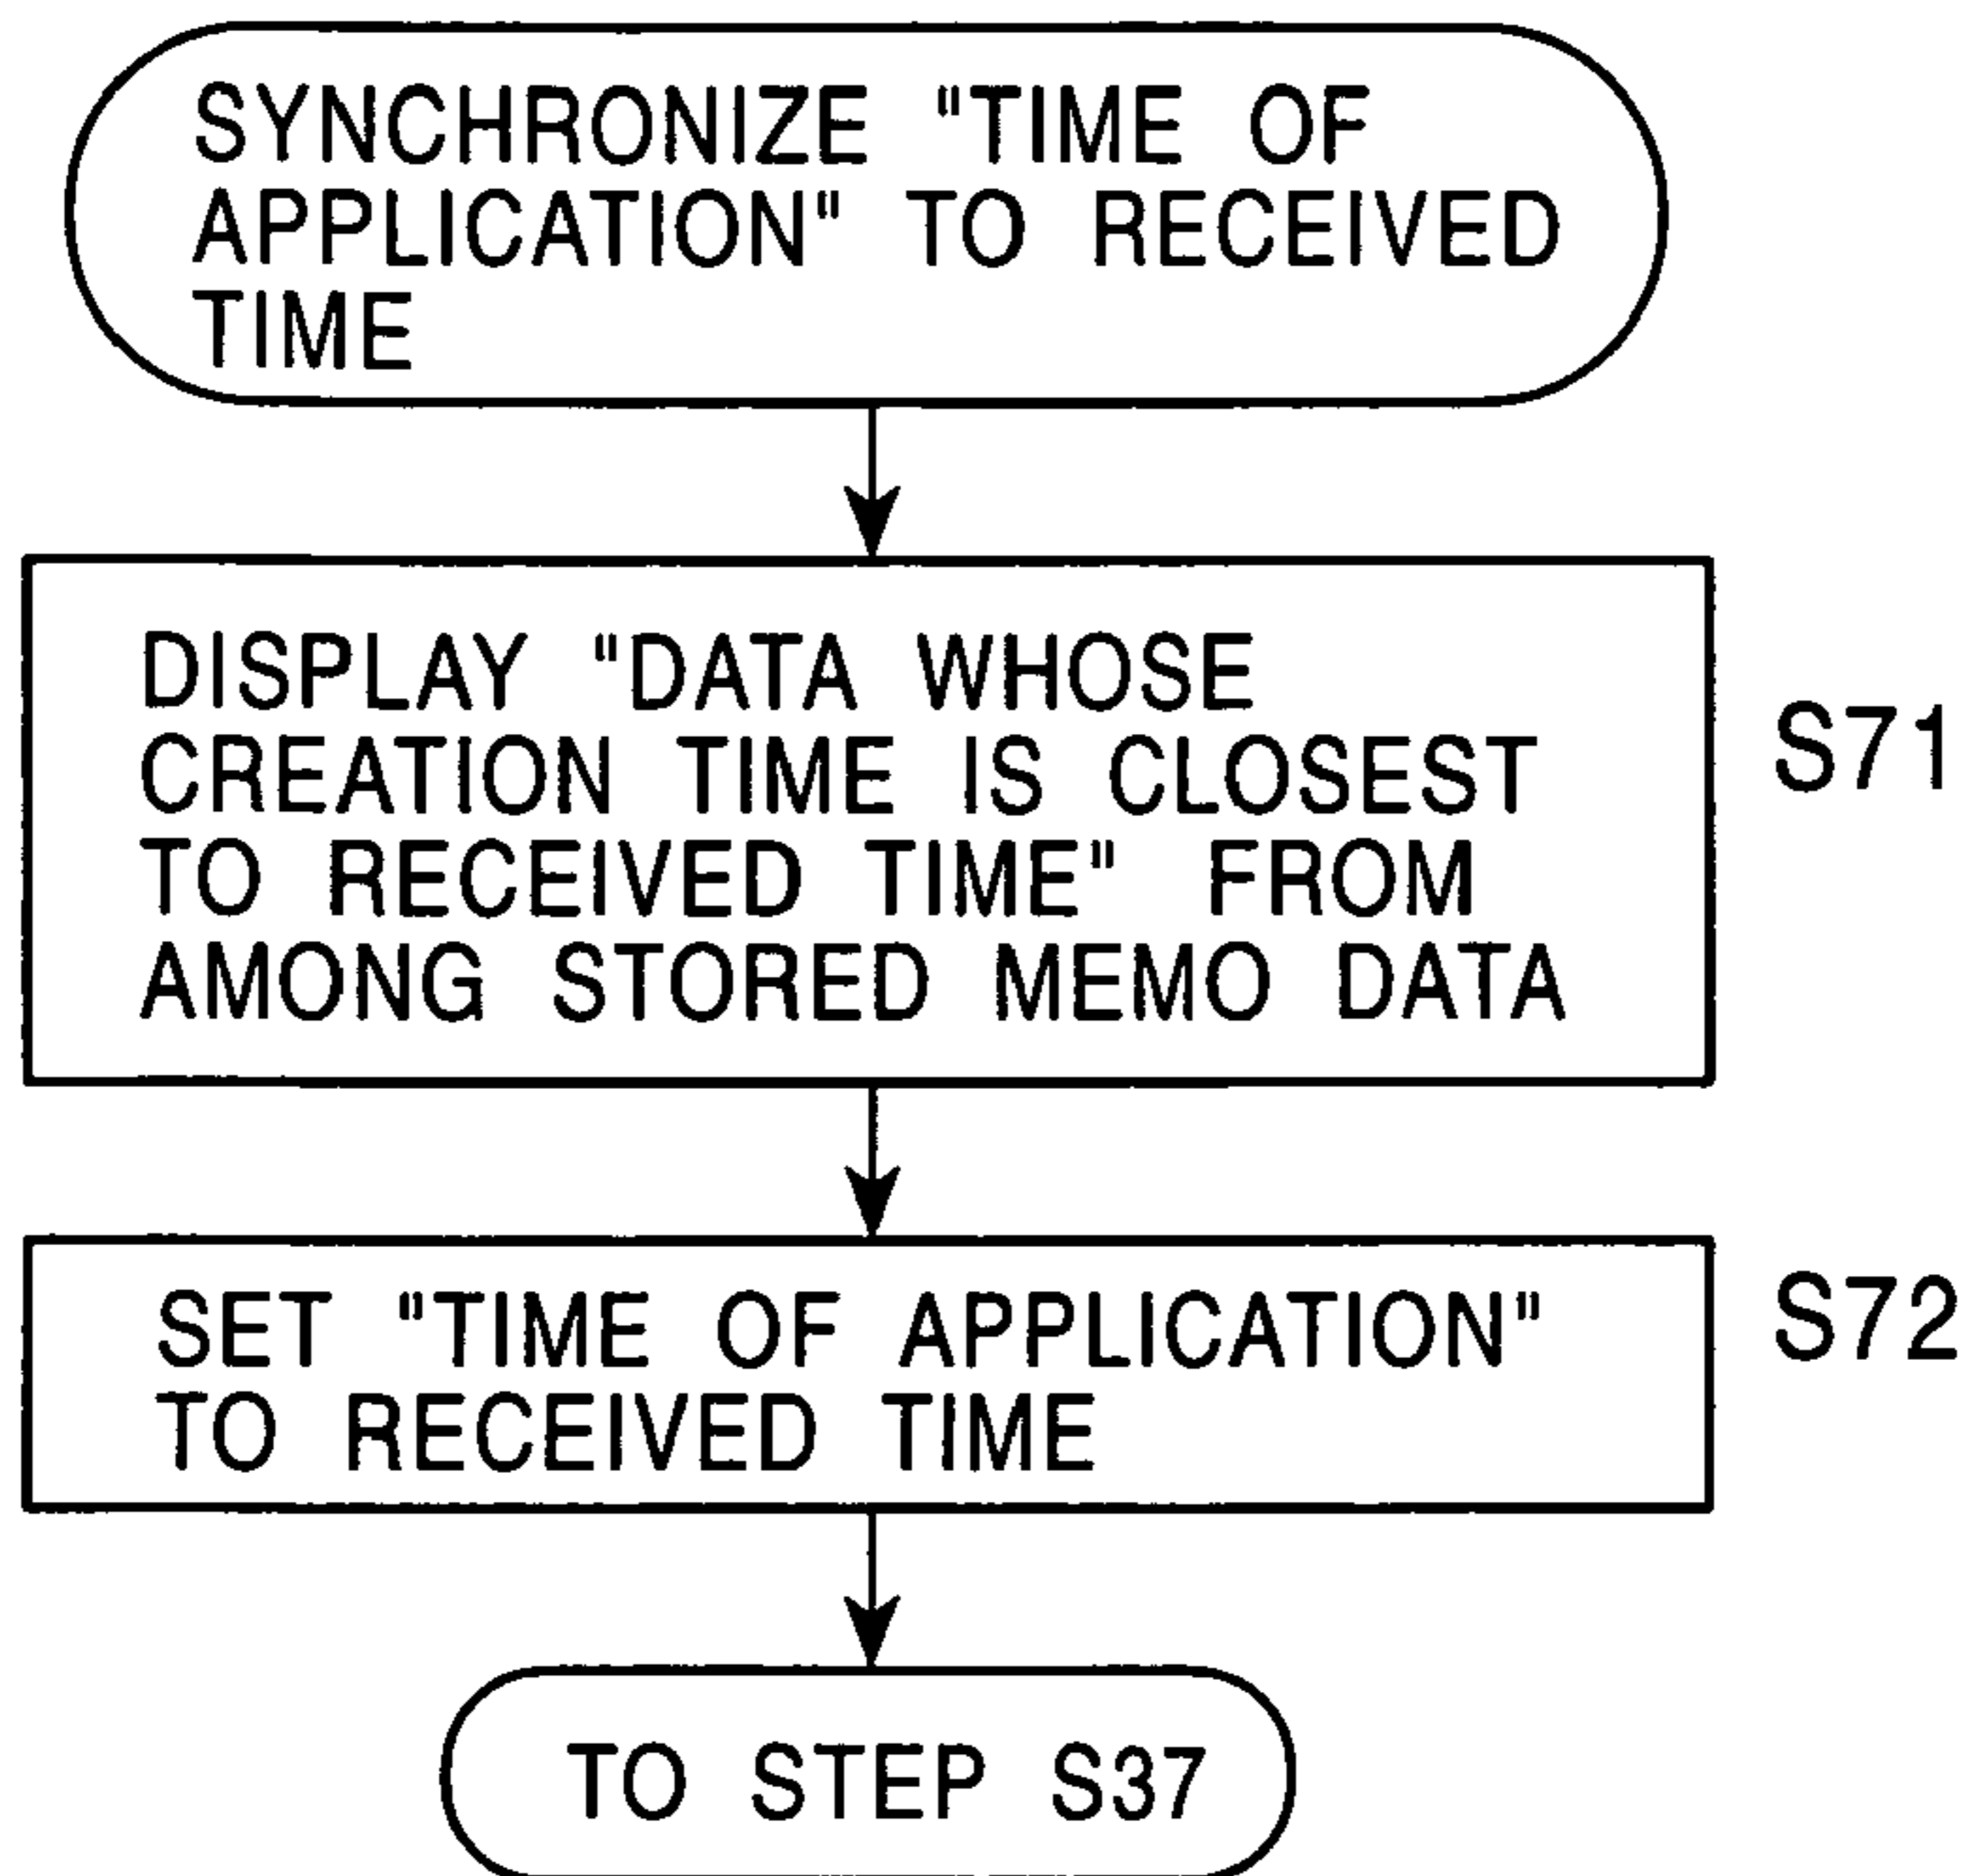 SYNCHRONIZE "TIME OF
APPLICATION" TO RECEIVED
TIME
DISPLAY "DATA WHOSE
CREATION TIME IS CLOSEST
TO RECEIVED TIME" FROM
AMONG STORED MEMO DATA
S71
SET "TIME OF APPLICATION"
TO RECEIVED TIME
S72
TO STEP S37